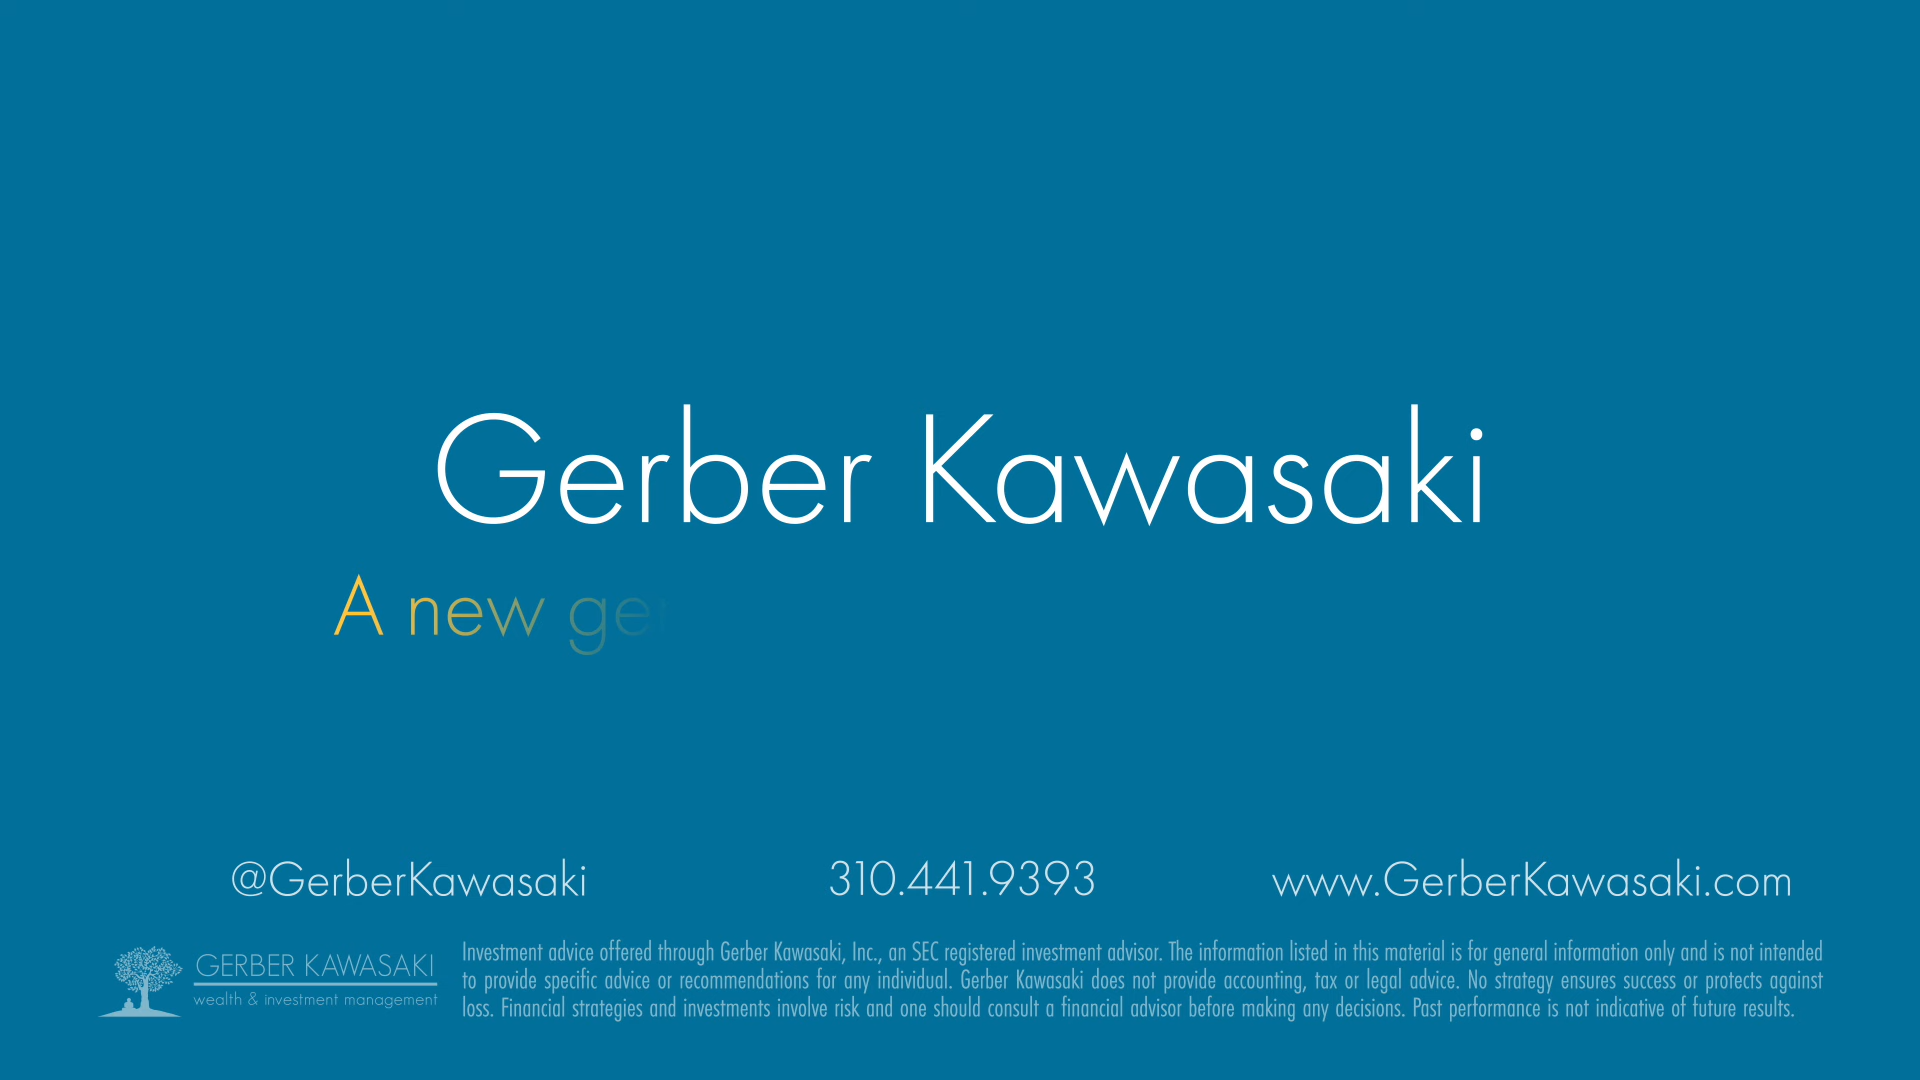 Gerber Kawasaki
A new
@GerberKawasaki
310.441.9393
www.GerberKawasaki.com
GERBER KAWASAKI
wealth & investment management
Investment advice offered through Gerber Kawasaki, Inc., an SEC registered investment advisor. The information listed in this material is for general information only and is not intended
to provide specific advice or recommendations for any individual. Gerber Kawasaki does not provide accounting, tax or legal advice. No strategy ensures success or protects against
loss. Financial strategies and investments involve risk and one should consult a financial advisor before making any decisions. Past performance is not indicative of future results.